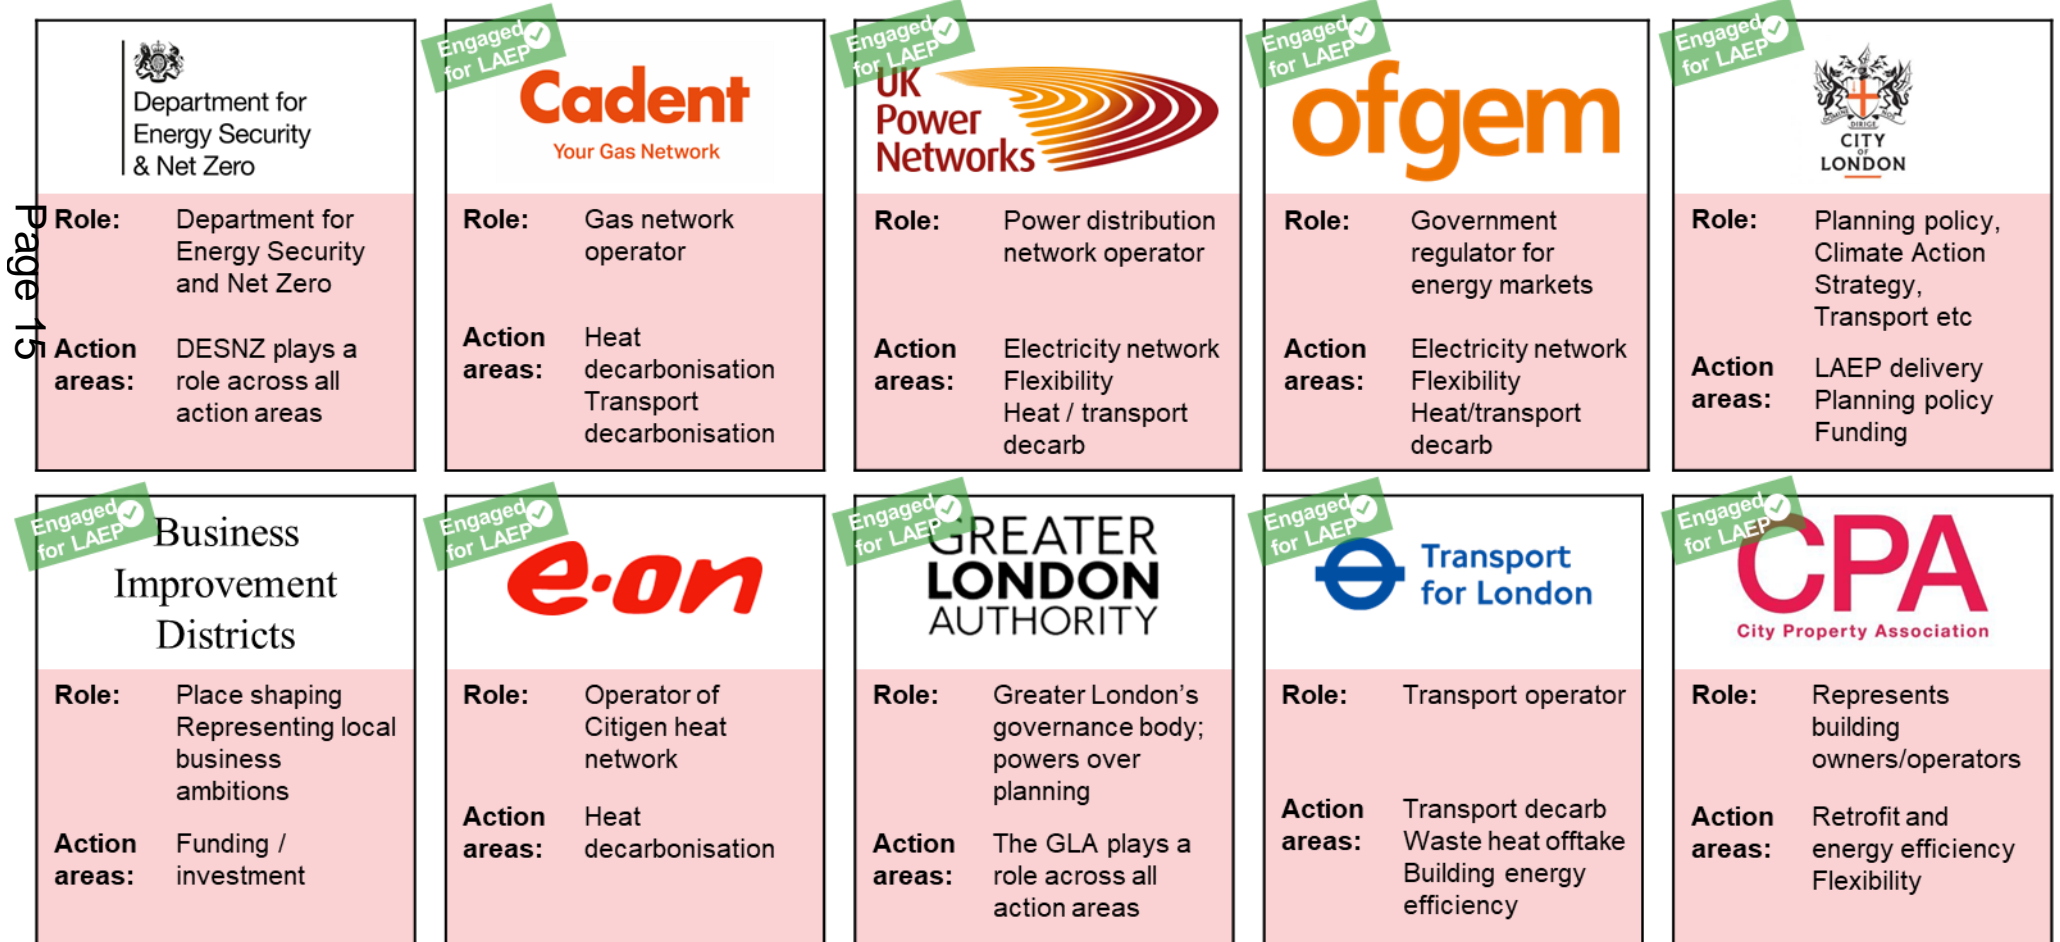 Page 15
Department for
Energy Security
& Net Zero
Role: Department for
Energy Security
and Net Zero
Action DESNZ plays a
areas: role across all
action areas
Engaged
for LAEP
Cadent
Your Gas Network
Role: Gas network
operator
Action Heat
areas: decarbonisation
Transport
decarbonisation
Engaged
for LAEP
UK
Power
Networks
Role: Power distribution
network operator
Action Electricity network
areas: Flexibility
Heat / transport
decarb
Engaged
for LAEP
ofgem
Role: Government
regulator for
energy markets
Action Electricity network
areas: Flexibility
Heat/transport
decarb
Engaged
for LAEP
DOMINE DIRIGE NOS
CITY
OF
LONDON
Role: Planning policy,
Climate Action
Strategy,
Transport etc
Action LAEP delivery
areas: Planning policy
Funding
Engaged
for LAEP
Business
Improvement
Districts
Role: Place shaping
Representing local
business
ambitions
Action Funding /
areas: investment
Engaged
for LAEP
e·on
Role: Operator of
Citigen heat
network
Action Heat
areas: decarbonisation
Engaged
for LAEP
GREATER
LONDON
AUTHORITY
Role: Greater London’s
governance body;
powers over
planning
Action The GLA plays a
areas: role across all
action areas
Engaged
for LAEP
Transport
for London
Role: Transport operator
Action Transport decarb
areas: Waste heat offtake
Building energy
efficiency
Engaged
for LAEP
CPA
City Property Association
Role: Represents
building
owners/operators
Action Retrofit and
areas: energy efficiency
Flexibility